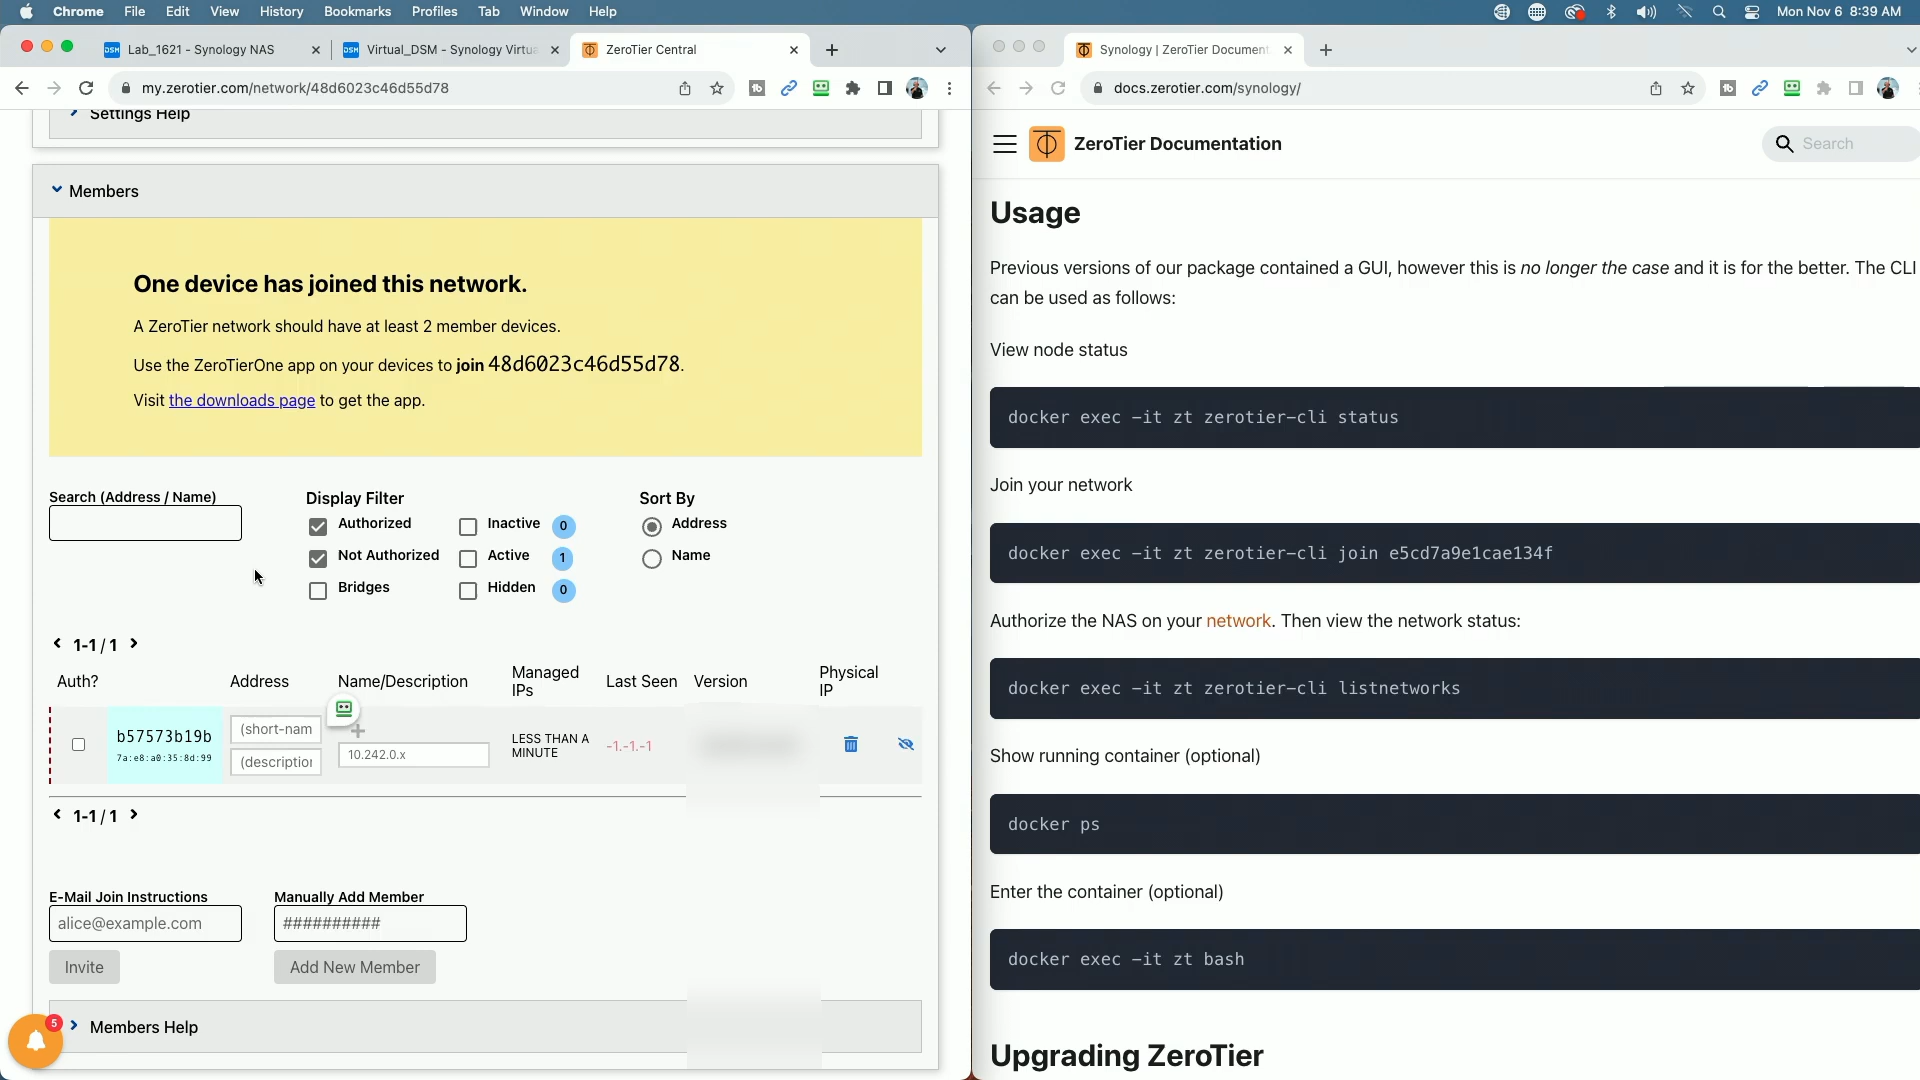 Chrome File Edit View History Bookmarks Profiles Tab Window Help
Mon Nov 6 8:39 AM
Lab_1621 - Synology NAS
Virtual_DSM - Synology Virtua
ZeroTier Central
my.zerotier.com/network/48d6023c46d55d78
Settings Help
Members
One device has joined this network.
A ZeroTier network should have at least 2 member devices.
Use the ZeroTierOne app on your devices to join 48d6023c46d55d78.
Visit the downloads page to get the app.
Search (Address / Name)
Display Filter
Authorized
Not Authorized
Bridges
Inactive 0
Active 1
Hidden 0
Sort By
Address
Name
1-1 / 1
Auth? Address Name/Description Managed IPs Last Seen Version Physical IP
b57573b19b
7a:e8:a0:35:8d:99
(short-nam
(description
10.242.0.x
LESS THAN A
MINUTE
-1.-1.-1
1-1 / 1
E-Mail Join Instructions
alice@example.com
Invite
Manually Add Member
##########
Add New Member
5
Members Help
Synology | ZeroTier Document
docs.zerotier.com/synology/
ZeroTier Documentation
Search
Usage
Previous versions of our package contained a GUI, however this is no longer the case and it is for the better. The CLI
can be used as follows:
View node status
docker exec -it zt zerotier-cli status
Join your network
docker exec -it zt zerotier-cli join e5cd7a9e1cae134f
Authorize the NAS on your network. Then view the network status:
docker exec -it zt zerotier-cli listnetworks
Show running container (optional)
docker ps
Enter the container (optional)
docker exec -it zt bash
Upgrading ZeroTier